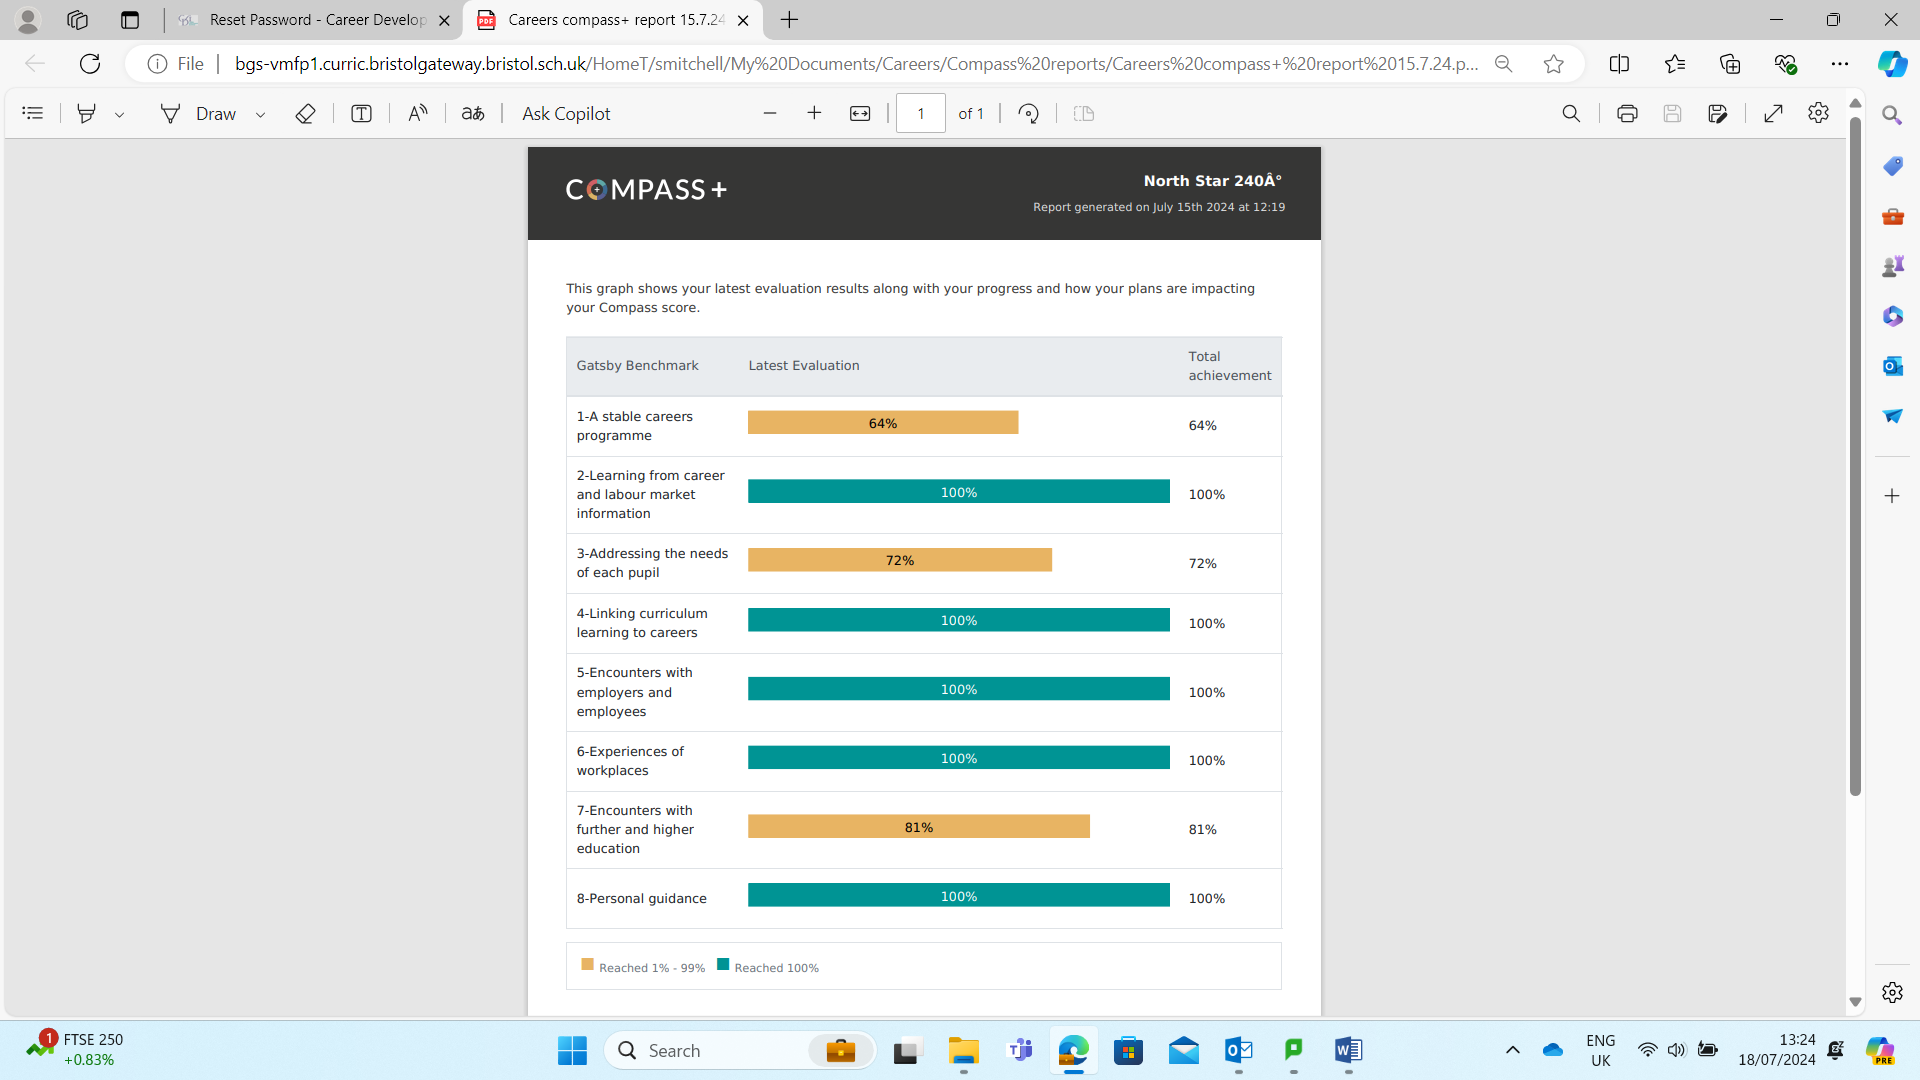 Reset Password - Career Develop
Careers compass+ report 15.7.24
File
bgs-vmfp1.curric.bristolgateway.bristol.sch.uk/HomeT/smitchell/My%20Documents/Careers/Compass%20reports/Careers%20compass+%20report%2015.7.24.p...
Draw
Ask Copilot
1
of 1
COMPASS+
North Star 240Â°
Report generated on July 15th 2024 at 12:19
This graph shows your latest evaluation results along with your progress and how your plans are impacting
your Compass score.
Gatsby Benchmark
Latest Evaluation
Total
achievement
1-A stable careers
programme
64%
64%
2-Learning from career
and labour market
information
100%
100%
3-Addressing the needs
of each pupil
72%
72%
4-Linking curriculum
learning to careers
100%
100%
5-Encounters with
employers and
employees
100%
100%
6-Experiences of
workplaces
100%
100%
7-Encounters with
further and higher
education
81%
81%
8-Personal guidance
100%
100%
Reached 1% - 99%
Reached 100%
1
FTSE 250
+0.83%
Search
ENG
UK
13:24
18/07/2024
PRE